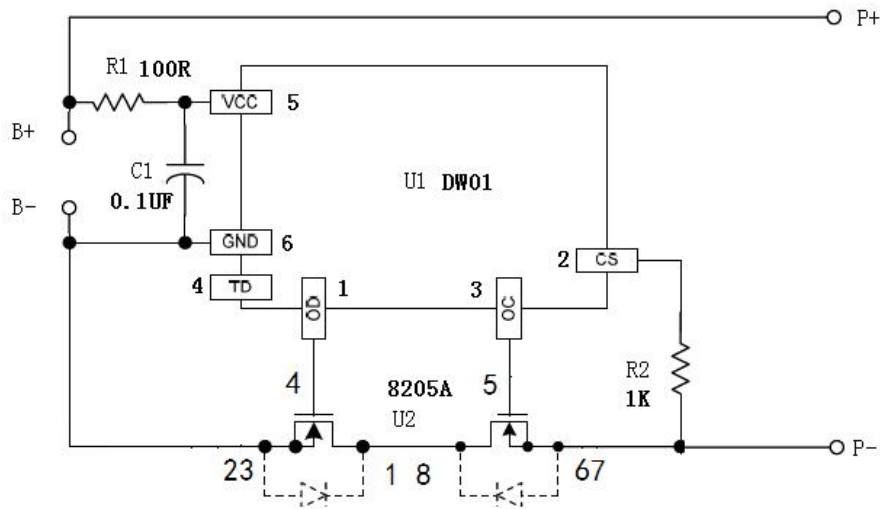 P+
R1 100R
VCC 5
B+
C1
0.1UF
U1 DW01
B-
GND 6
2 CS
4 TD
OD 1
3 OC
R2
1K
4
8205A
5
U2
P-
23
1 8
67